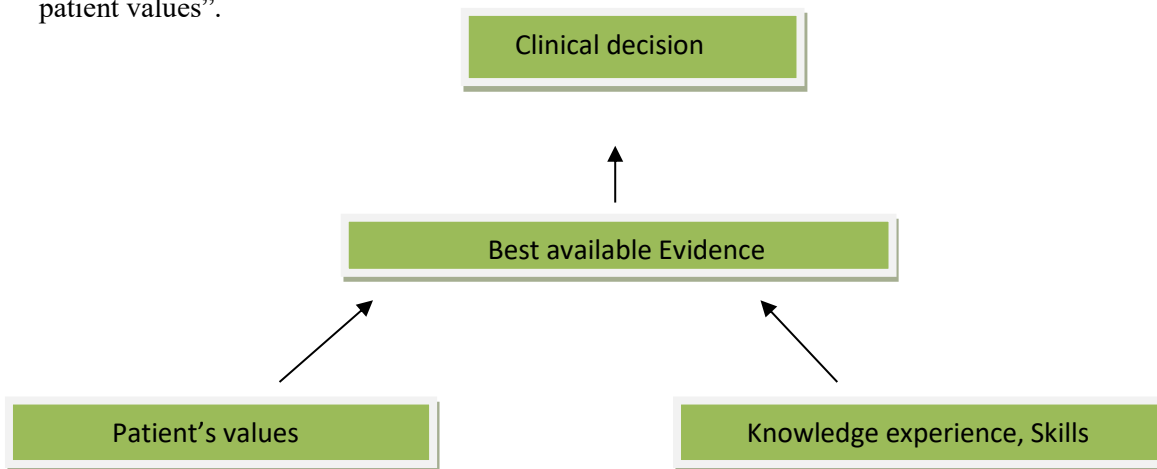 patient values”.
Clinical decision
Best available Evidence
Patient’s values
Knowledge experience, Skills